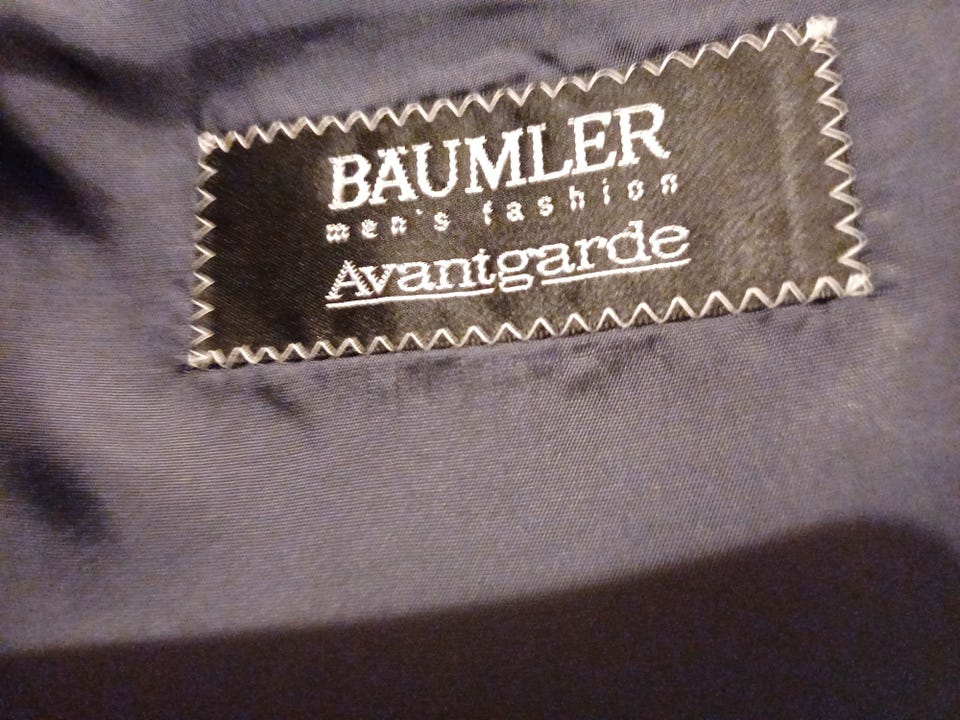 BÄUMLER
men's fashion
Avantgarde